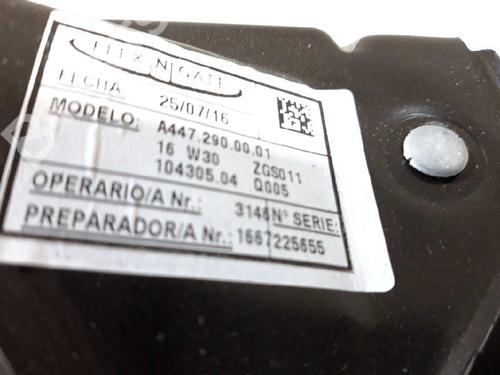 FLEX N GATE
FECHA 25/07/16
MODELO: A447.290.00.01
16 W30 ZGS011
104305.04 Q005
OPERARIO/A Nr.: 3146 Nº SERIE:
PREPARADOR/A Nr.: 1667225655